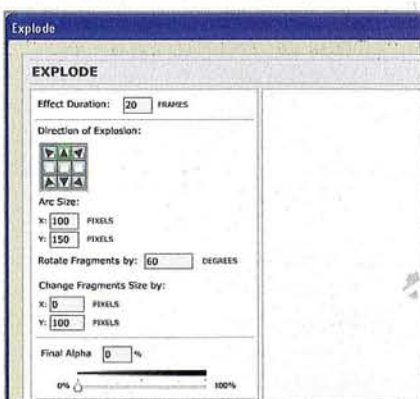 Explode
EXPLODE
Effect Duration: 20 FRAMES
Direction of Explosion:
Arc Size:
X: 100 PIXELS
Y: 150 PIXELS
Rotate Fragments by: 60 DEGREES
Change Fragments Size by:
X: 0 PIXELS
Y: 100 PIXELS
Final Alpha 0 %
0% 100%